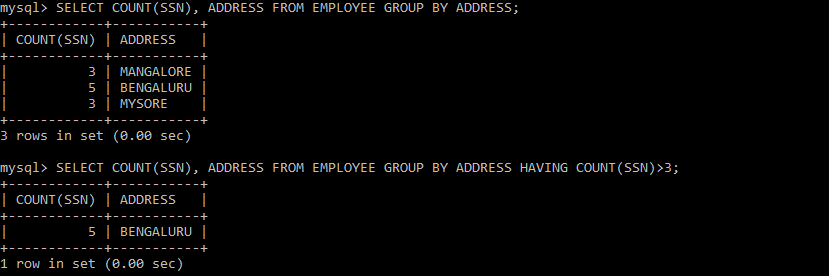 mysql> SELECT COUNT(SSN), ADDRESS FROM EMPLOYEE GROUP BY ADDRESS;
+------------+-----------+
| COUNT(SSN) | ADDRESS   |
+------------+-----------+
|          3 | MANGALORE |
|          5 | BENGALURU |
|          3 | MYSORE    |
+------------+-----------+
3 rows in set (0.00 sec)
mysql> SELECT COUNT(SSN), ADDRESS FROM EMPLOYEE GROUP BY ADDRESS HAVING COUNT(SSN)>3;
+------------+-----------+
| COUNT(SSN) | ADDRESS   |
+------------+-----------+
|          5 | BENGALURU |
+------------+-----------+
1 row in set (0.00 sec)